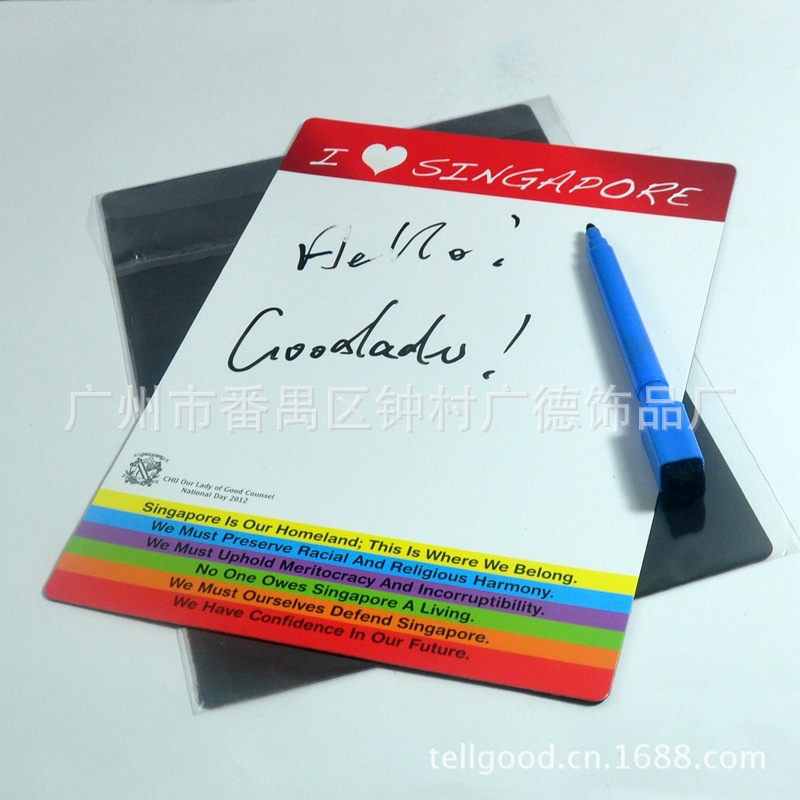 I ♥ SINGAPORE
Hello!
Goodladu!
广州市番禺区钟村广德饰品厂
CHIJ Our Lady of Good Counsel
National Day 2012
Singapore Is Our Homeland; This Is Where We Belong.
We Must Preserve Racial And Religious Harmony.
We Must Uphold Meritocracy And Incorruptibility.
No One Owes Singapore A Living.
We Must Ourselves Defend Singapore.
We Have Confidence In Our Future.
tellgood.cn.1688.com